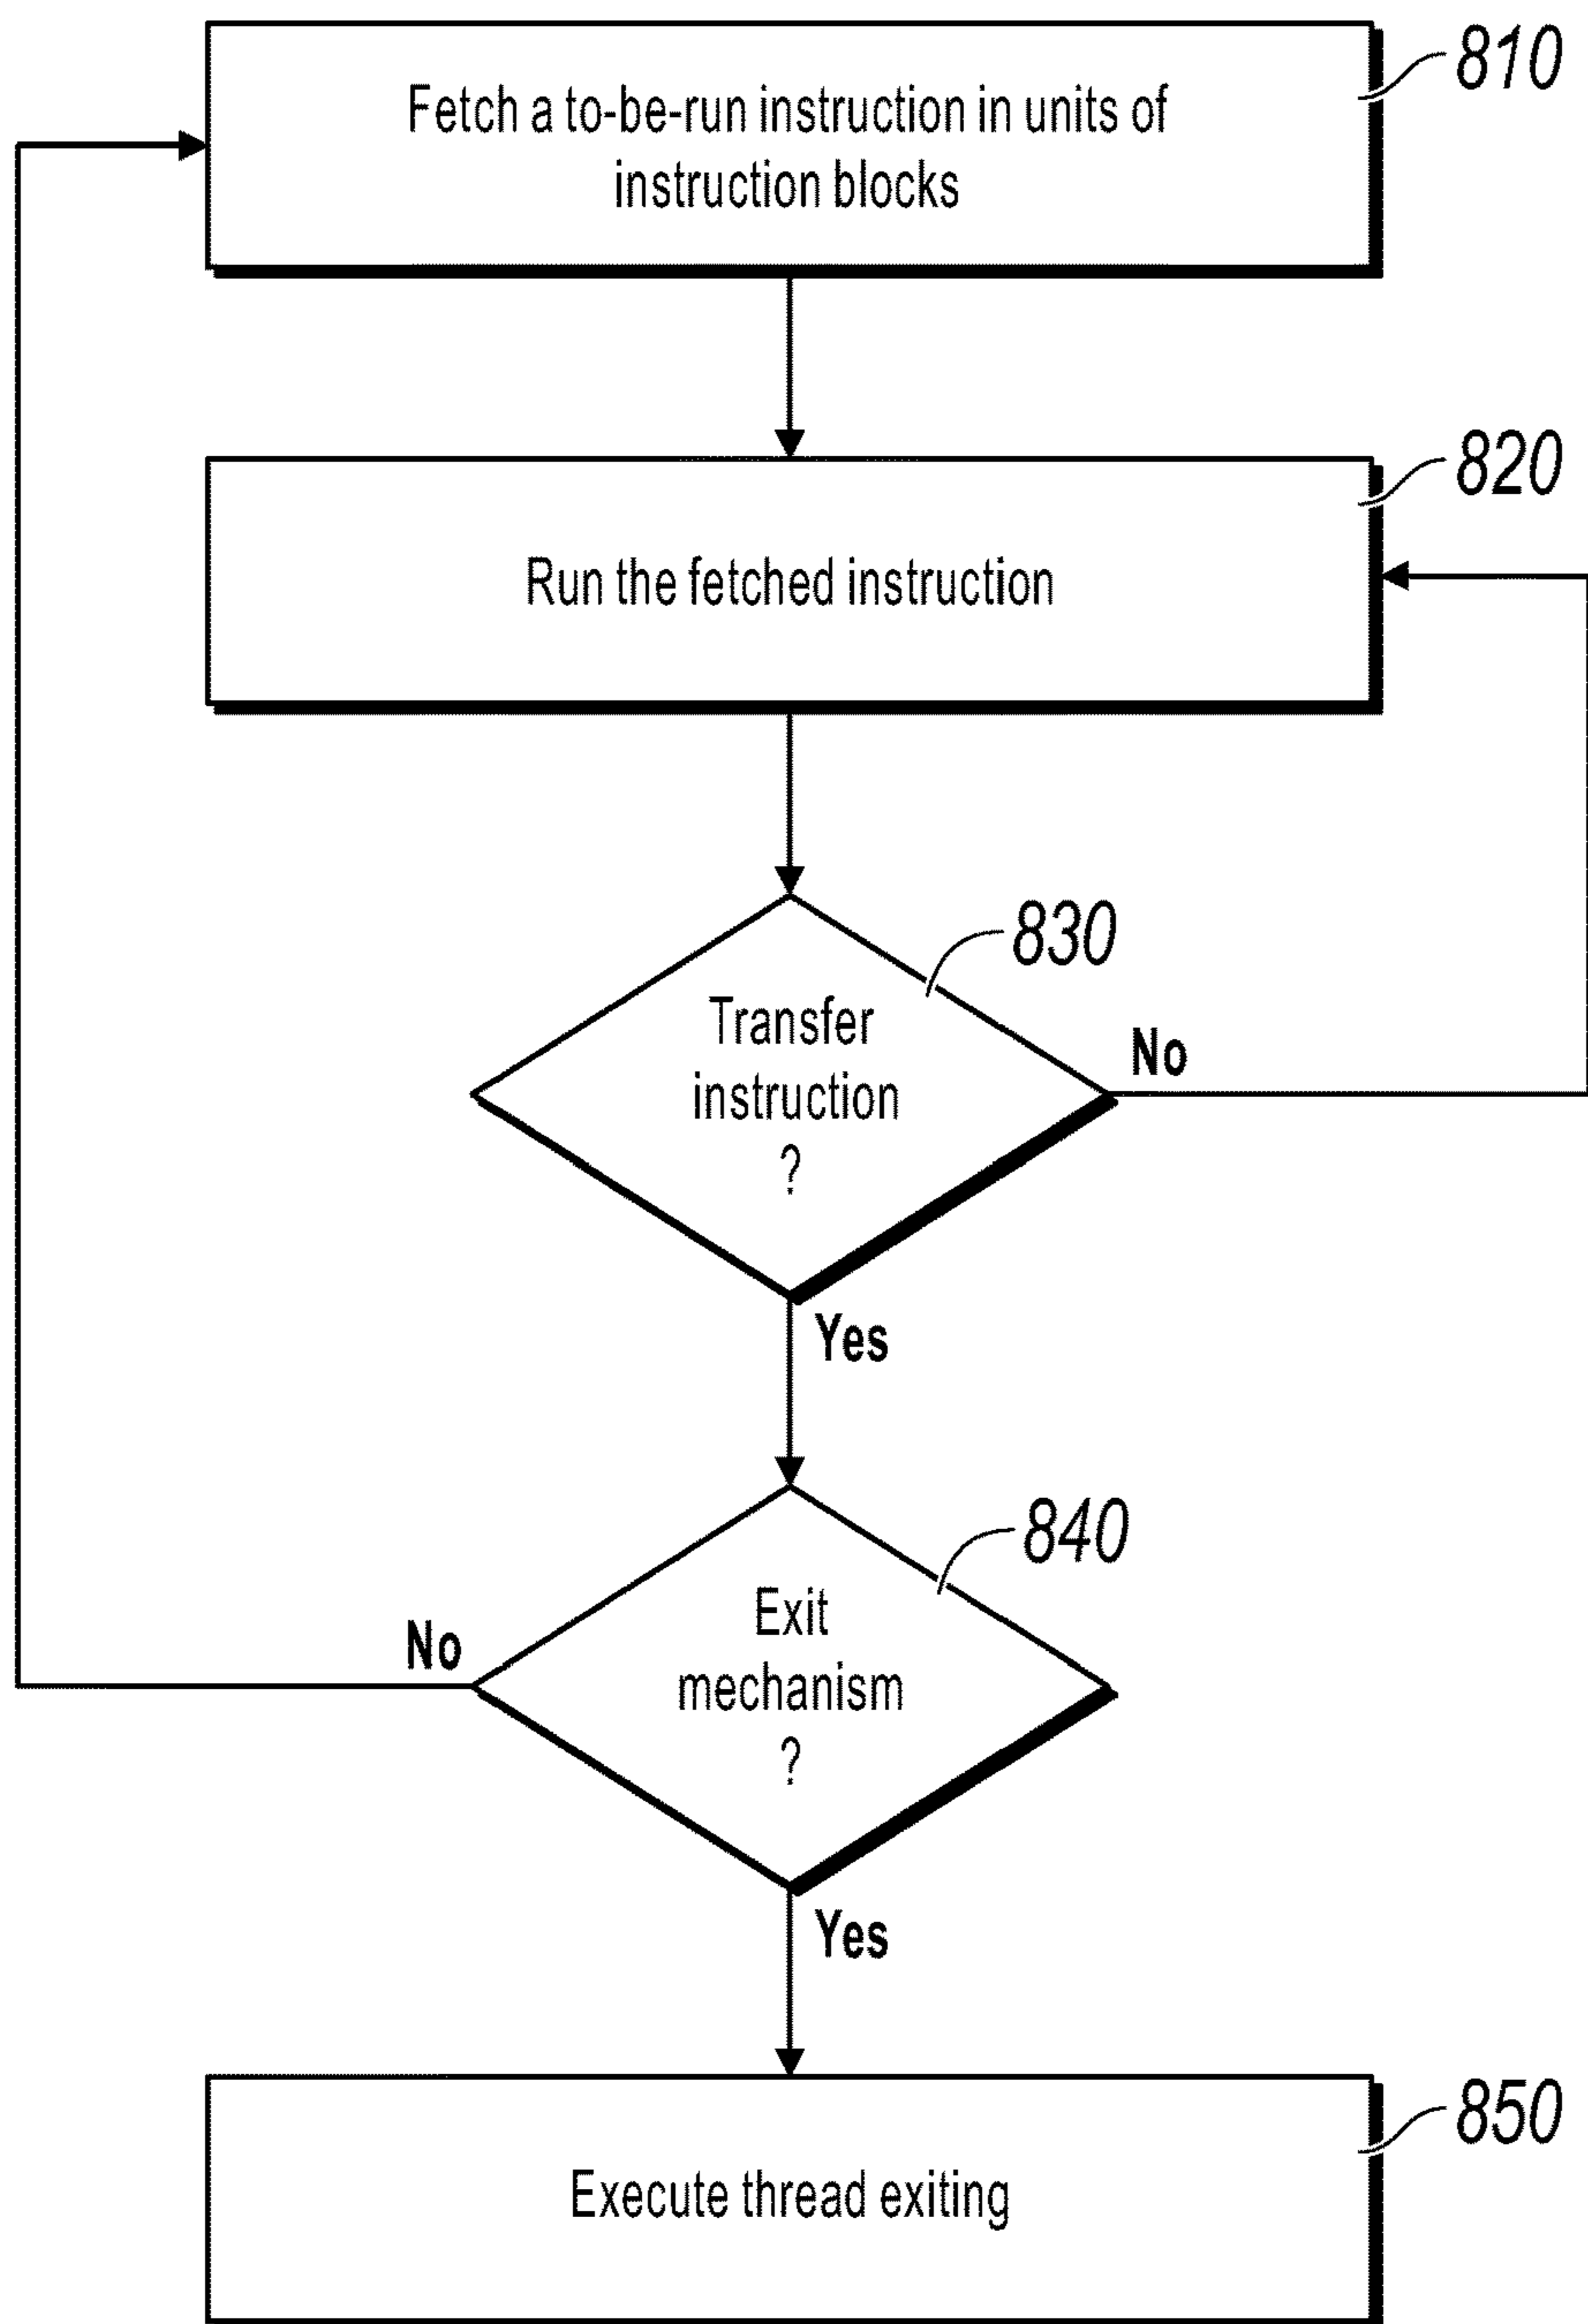 810
Fetch a to-be-run instruction in units of
instruction blocks
820
Run the fetched instruction
830
Transfer
instruction
?
No
Yes
840
Exit
mechanism
?
No
Yes
850
Execute thread exiting